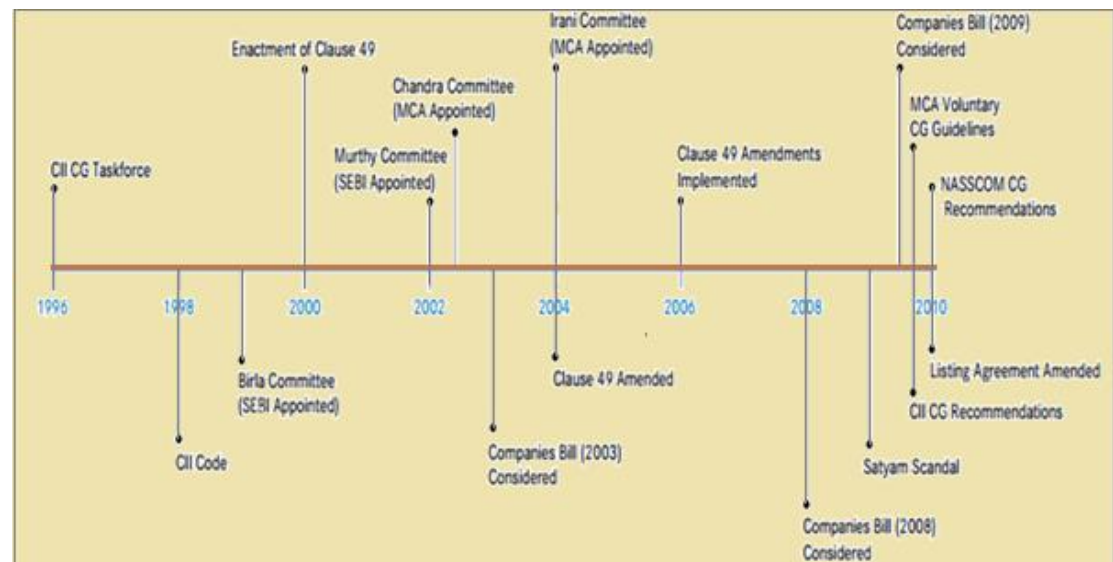 Enactment of Clause 49
Irani Committee
(MCA Appointed)
Companies Bill (2009)
Considered
Chandra Committee
(MCA Appointed)
MCA Voluntary
CG Guidelines
CII CG Taskforce
Murthy Committee
(SEBI Appointed)
Clause 49 Amendments
Implemented
NASSCOM CG
Recommendations
1996
1998
2000
2002
2004
2006
2008
2010
Birla Committee
(SEBI Appointed)
Clause 49 Amended
Listing Agreement Amended
CII CG Recommendations
CII Code
Companies Bill (2003)
Considered
Satyam Scandal
Companies Bill (2008)
Considered